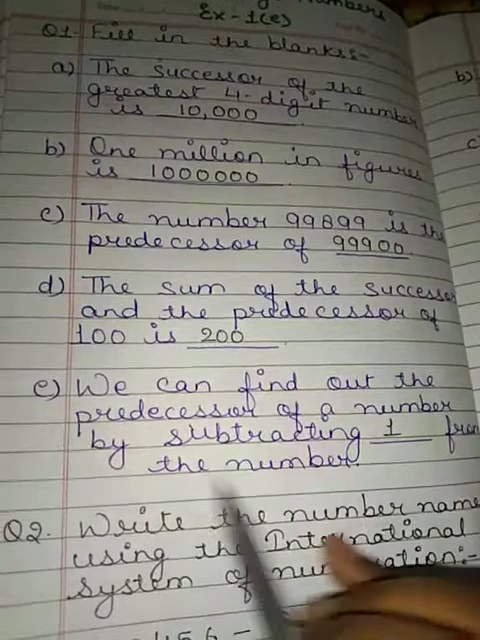 numbers
Ex-1(e)
Q1. Fill in the blanks:-
a) The successor of the
greatest 4-digit number
is 10,000
b) One million in figures
is 1000000
c) The number 99899 is the
predecessor of 99900.
d) The sum of the successor
and the predecessor of
100 is 200
e) We can find out the
predecessor of a number
by subtracting 1 from
the number.
Q2. Write the number name
using the International
system of numeration:-
b)
c